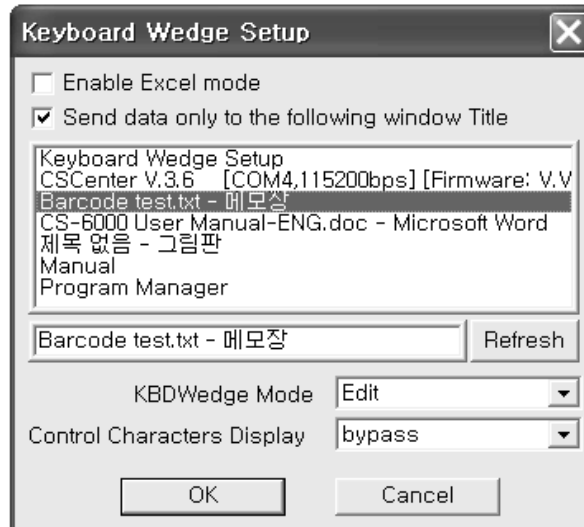 Keyboard Wedge Setup
Enable Excel mode
Send data only to the following window Title
Keyboard Wedge Setup
CSCenter V.3.6 [COM4,115200bps] [Firmware: V.V
Barcode test.txt - 메모장
CS-6000 User Manual-ENG.doc - Microsoft Word
제목 없음 - 그림판
Manual
Program Manager
Barcode test.txt - 메모장
Refresh
KBDWedge Mode
Edit
Control Characters Display
bypass
OK
Cancel